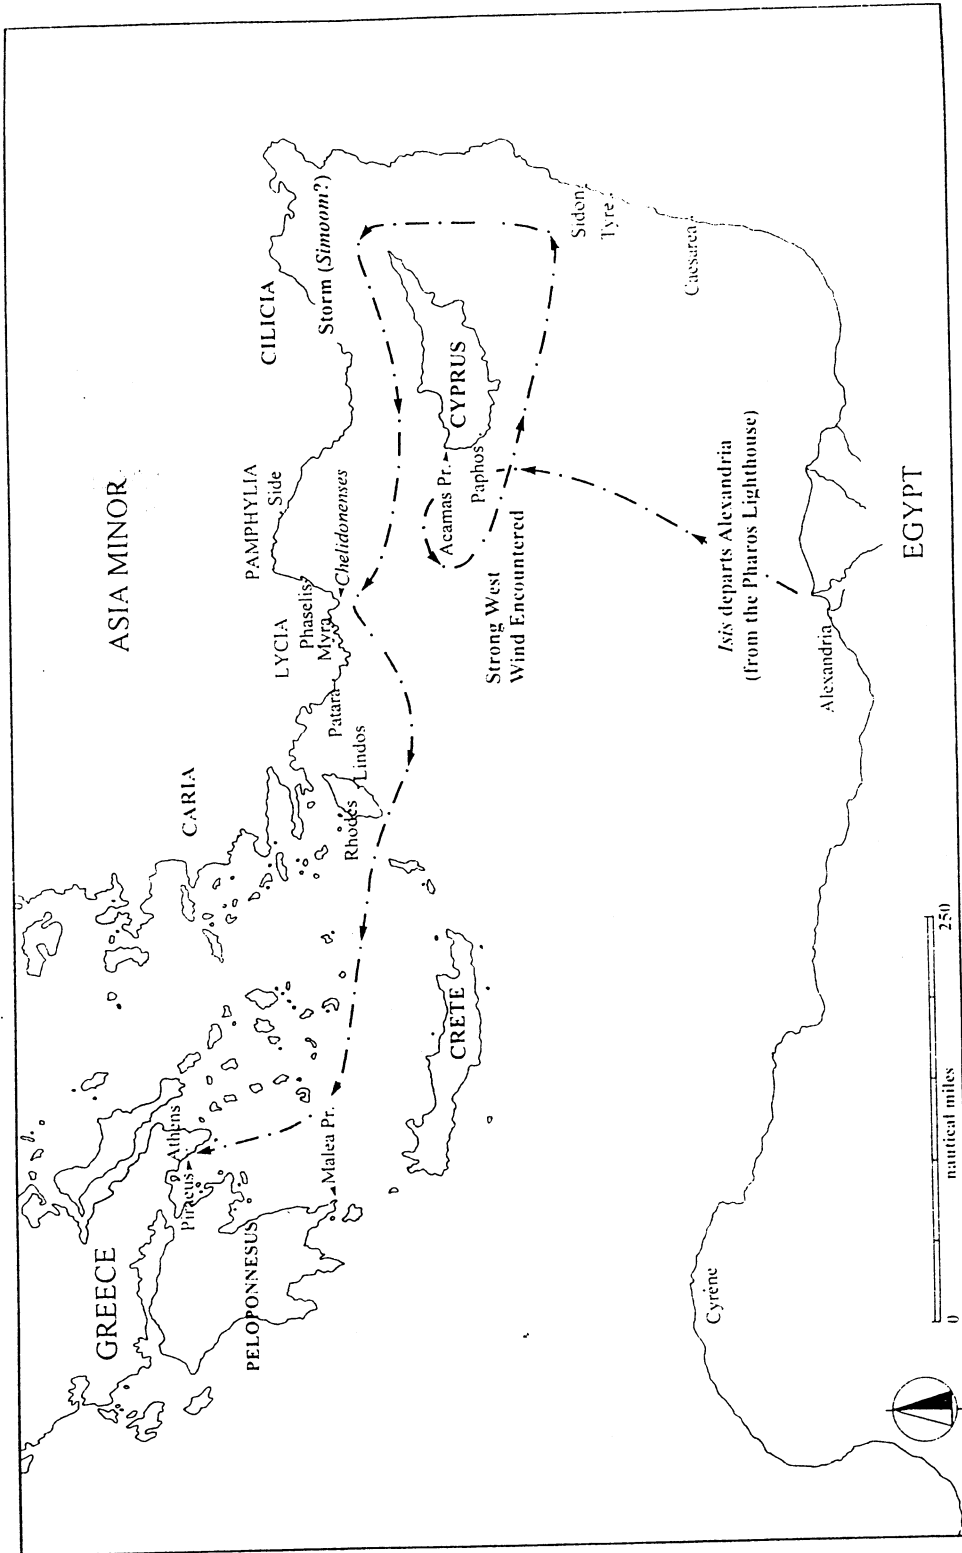 GREECE
Athens
Piraeus
PELOPONNESUS
Malea Pr.
CRETE
ASIA MINOR
CARIA
LYCIA
PAMPHYLIA
Side
CILICIA
Storm (Simoom?)
Phaselis
Myra
Chelidonenses
Patara
Lindos
Rhodes
CYPRUS
Acamas Pr.
Paphos
Strong West
Wind Encountered
Sidon
Tyre
Caesarea
Isis departs Alexandria
(from the Pharos Lighthouse)
Alexandria
EGYPT
Cyrene
0
250
nautical miles